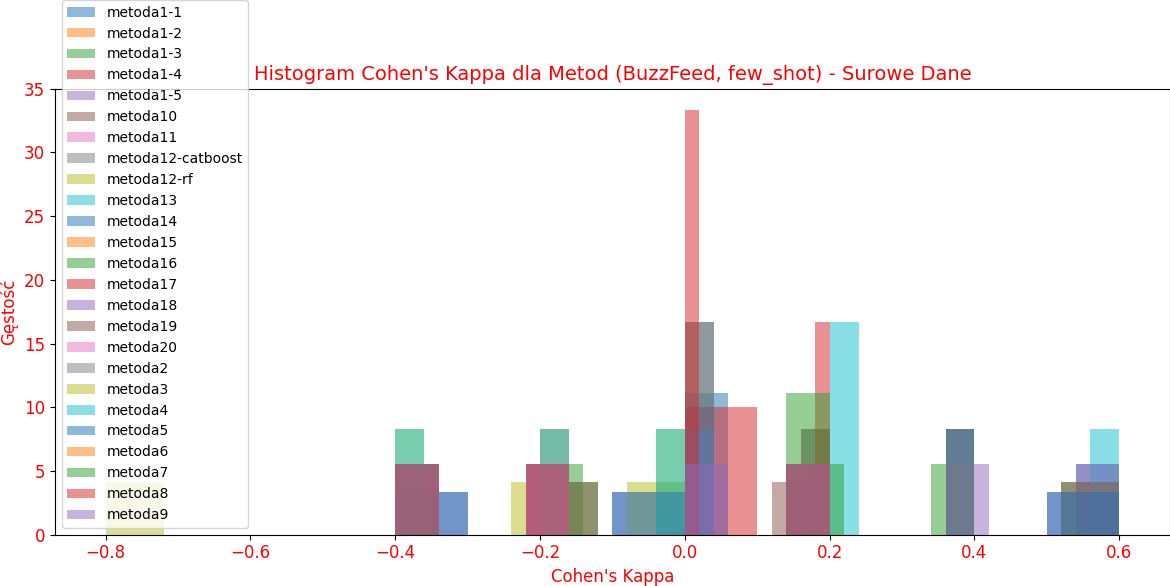 metoda1-1
metoda1-2
metoda1-3
metoda1-4
metoda1-5
metoda10
metoda11
metoda12-catboost
metoda12-rf
metoda13
metoda14
metoda15
metoda16
metoda17
metoda18
metoda19
metoda20
metoda2
metoda3
metoda4
metoda5
metoda6
metoda7
metoda8
metoda9
Histogram Cohen's Kappa dla Metod (BuzzFeed, few_shot) - Surowe Dane
Gęstość
35
30
25
20
15
10
5
0
−0.8 −0.6 −0.4 −0.2 0.0 0.2 0.4 0.6
Cohen's Kappa